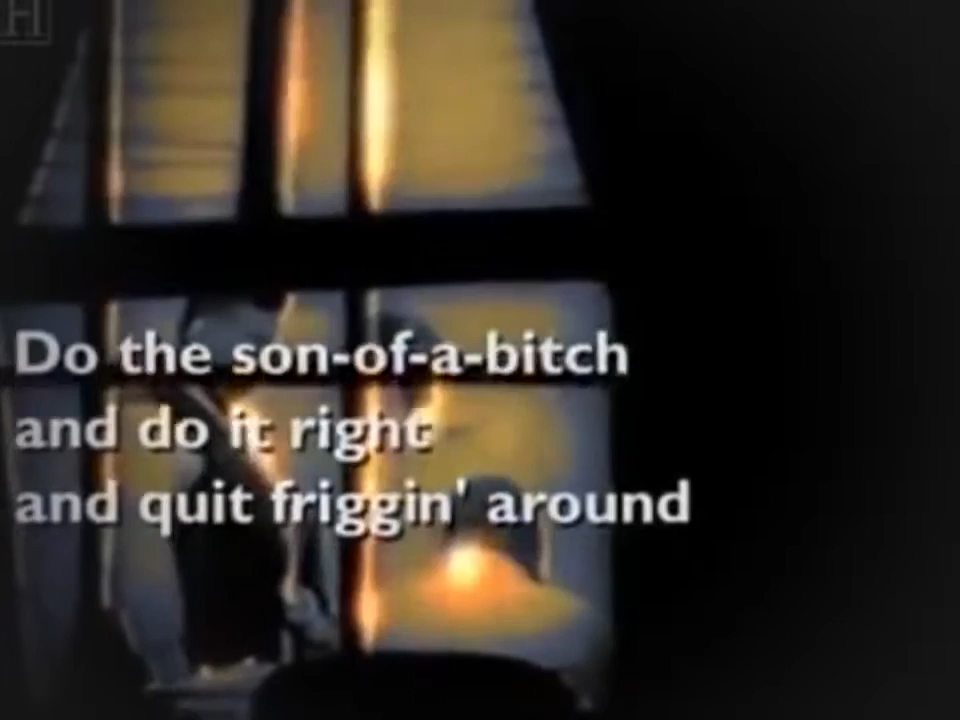 H
Do the son-of-a-bitch
and do it right
and quit friggin' around